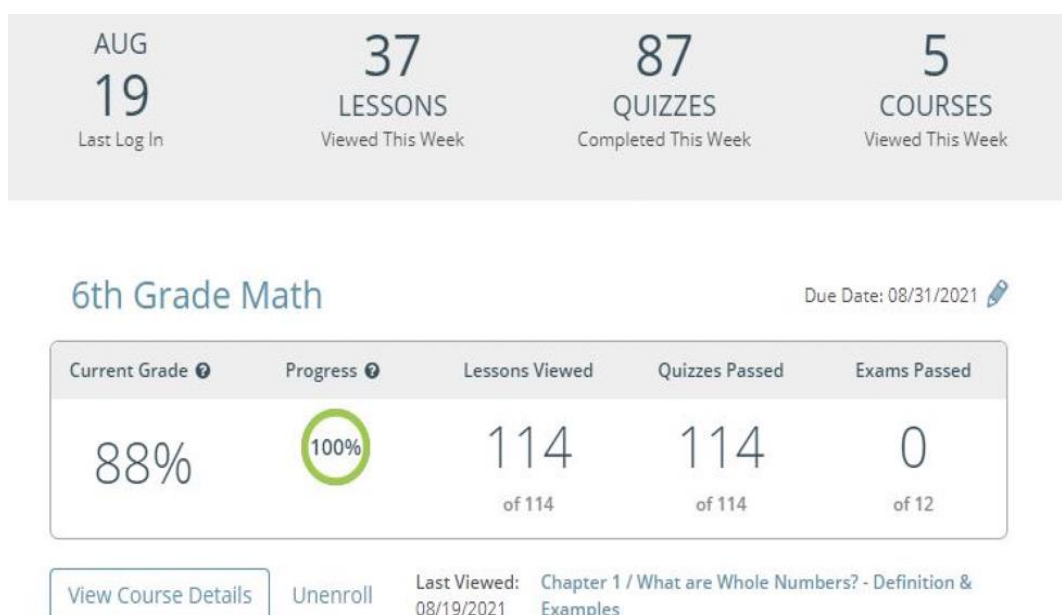 AUG
19
Last Log In
37
LESSONS
Viewed This Week
87
QUIZZES
Completed This Week
5
COURSES
Viewed This Week
6th Grade Math
Due Date: 08/31/2021
Current Grade
Progress
Lessons Viewed
Quizzes Passed
Exams Passed
88%
100%
114
of 114
114
of 114
0
of 12
View Course Details
Unenroll
Last Viewed:
08/19/2021
Chapter 1 / What are Whole Numbers? - Definition &
Examples